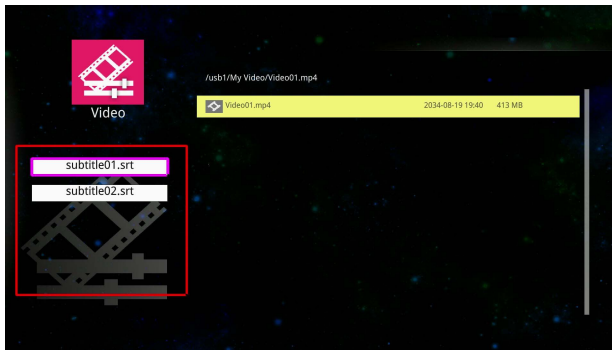 Video
/usb1/My Video/Video01.mp4
Video01.mp4 2034-08-19 19:40 413 MB
subtitle01.srt
subtitle02.srt